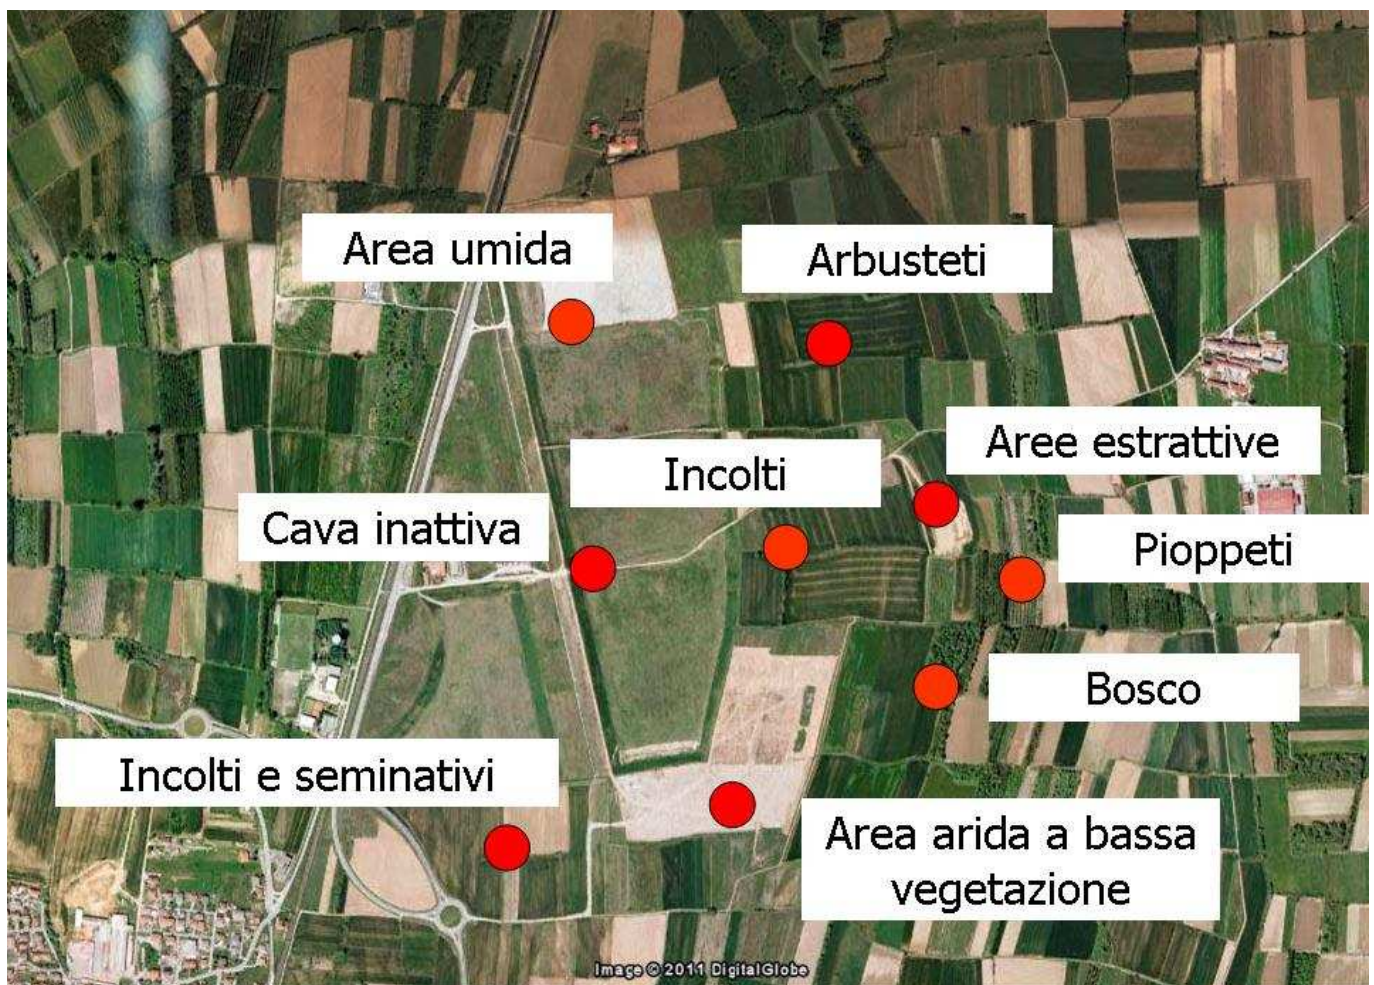 Area umida
Arbusteti
Aree estrattive
Incolti
Cava inattiva
Pioppeti
Bosco
Incolti e seminativi
Area arida a bassa
vegetazione
Image © 2011 DigitalGlobe